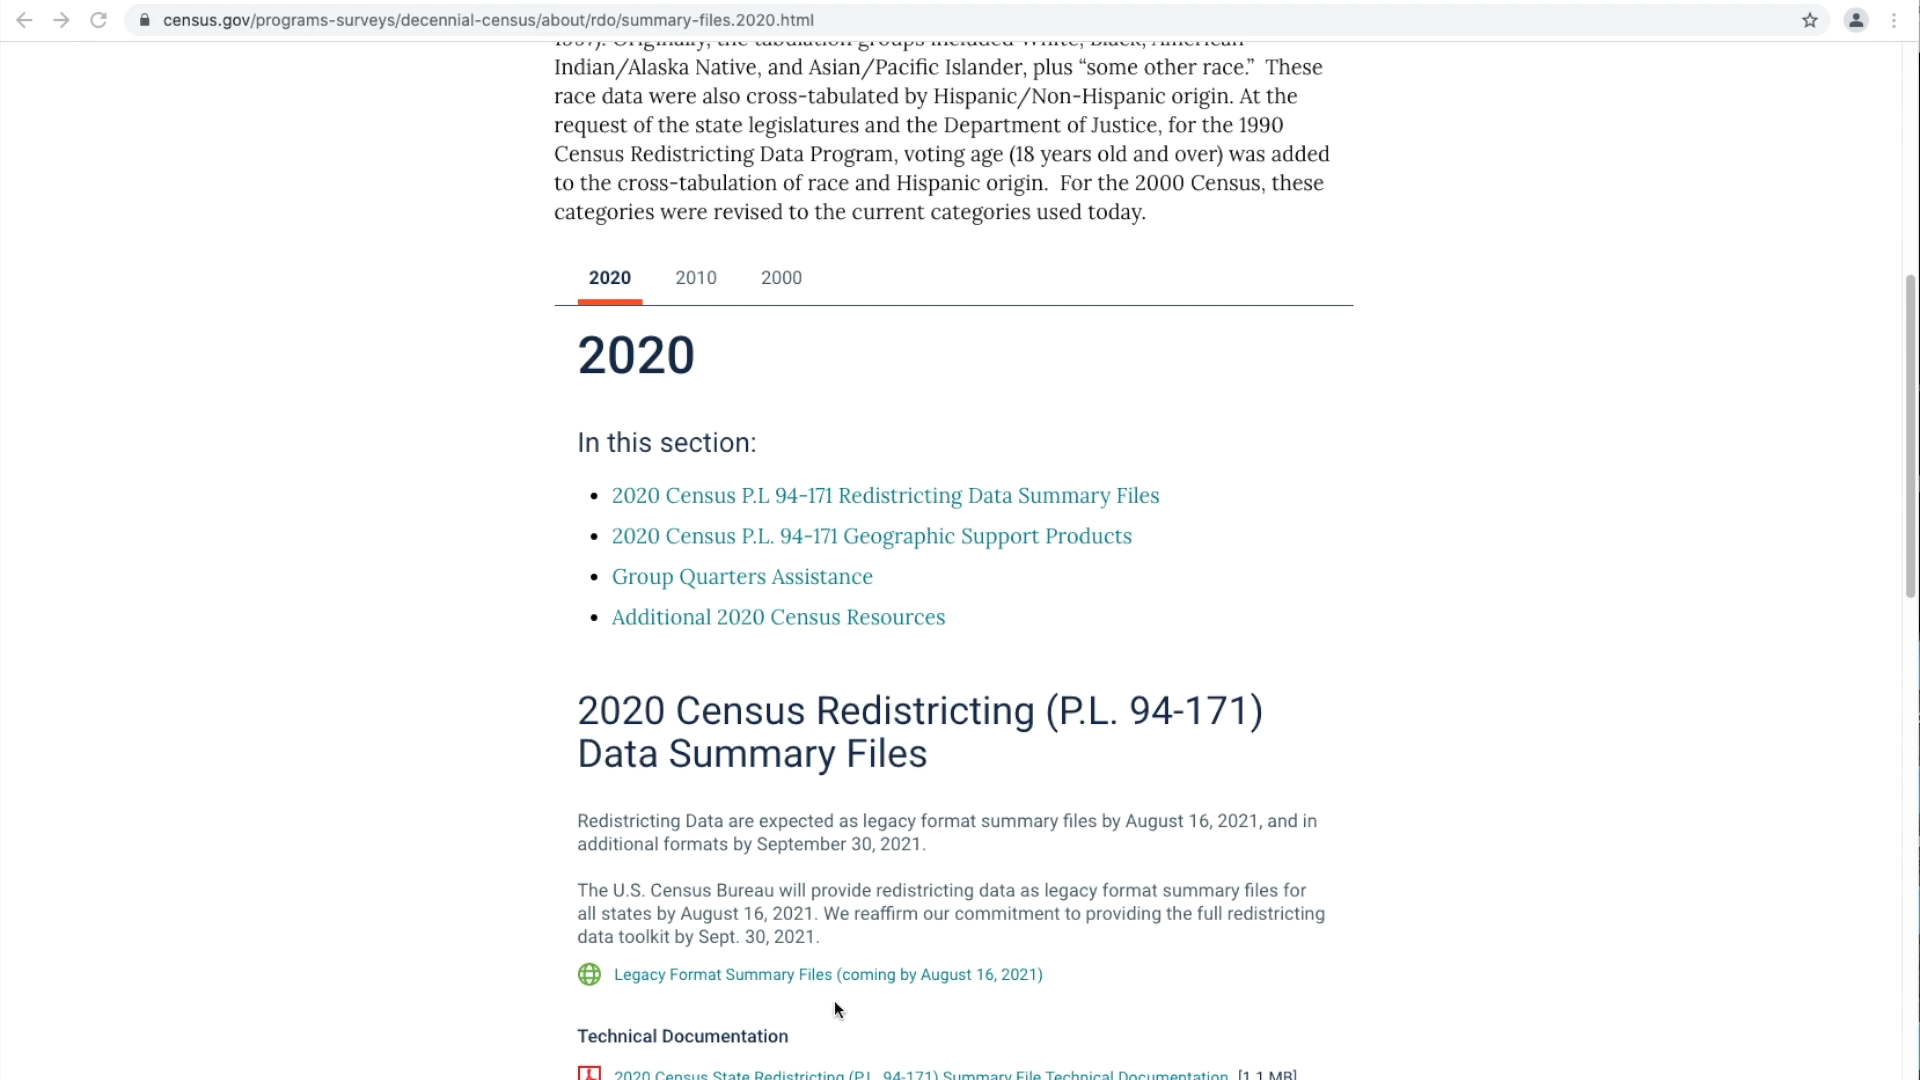 census.gov/programs-surveys/decennial-census/about/rdo/summary-files.2020.html
1997). Originally, the tabulation groups included White, Black, American
Indian/Alaska Native, and Asian/Pacific Islander, plus “some other race.”  These
race data were also cross-tabulated by Hispanic/Non-Hispanic origin. At the
request of the state legislatures and the Department of Justice, for the 1990
Census Redistricting Data Program, voting age (18 years old and over) was added
to the cross-tabulation of race and Hispanic origin.  For the 2000 Census, these
categories were revised to the current categories used today.
2020 2010 2000
2020
In this section:
• 2020 Census P.L 94-171 Redistricting Data Summary Files
• 2020 Census P.L. 94-171 Geographic Support Products
• Group Quarters Assistance
• Additional 2020 Census Resources
2020 Census Redistricting (P.L. 94-171)
Data Summary Files
Redistricting Data are expected as legacy format summary files by August 16, 2021, and in
additional formats by September 30, 2021.
The U.S. Census Bureau will provide redistricting data as legacy format summary files for
all states by August 16, 2021. We reaffirm our commitment to providing the full redistricting
data toolkit by Sept. 30, 2021.
Legacy Format Summary Files (coming by August 16, 2021)
Technical Documentation
2020 Census State Redistricting (P.L. 94-171) Summary File Technical Documentation [1.1 MB]